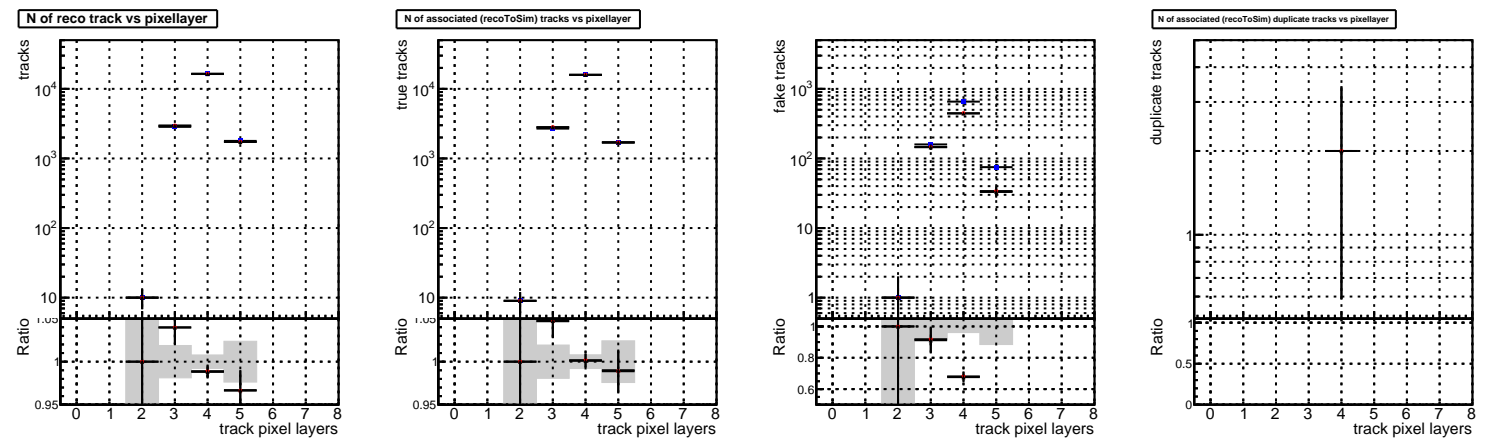 N of reco track vs pixellayer
tracks
10^4
10^3
10^2
10
1.05
1
0.95
Ratio
0 1 2 3 4 5 6 7 8
track pixel layers
N of associated (recoToSim) tracks vs pixellayer
true tracks
10^4
10^3
10^2
10
1.05
1
0.95
Ratio
0 1 2 3 4 5 6 7 8
track pixel layers
fake tracks
10^3
10^2
10
1
1
0.8
0.6
Ratio
0 1 2 3 4 5 6 7 8
track pixel layers
N of associated (recoToSim) duplicate tracks vs pixellayer
duplicate tracks
1
1
0.5
0
Ratio
0 1 2 3 4 5 6 7 8
track pixel layers